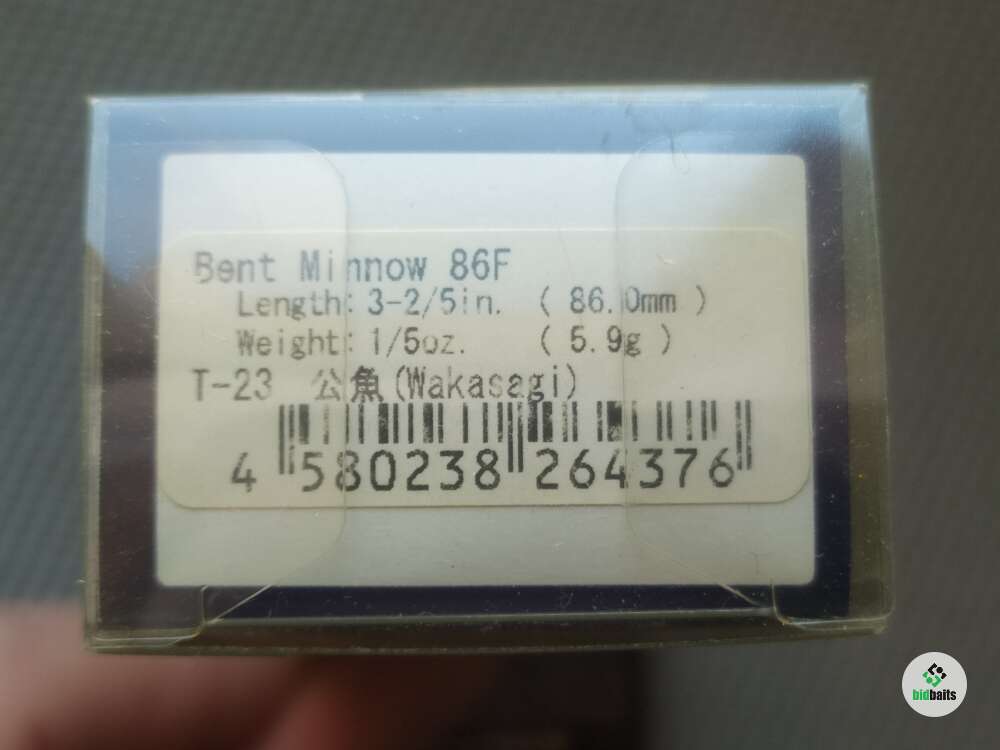 Bent Minnow 86F
Length: 3-2/5in. ( 86.0mm )
Weight: 1/5oz. ( 5.9g )
T-23 公魚(Wakasagi)
4 580238 264376
bidbaits